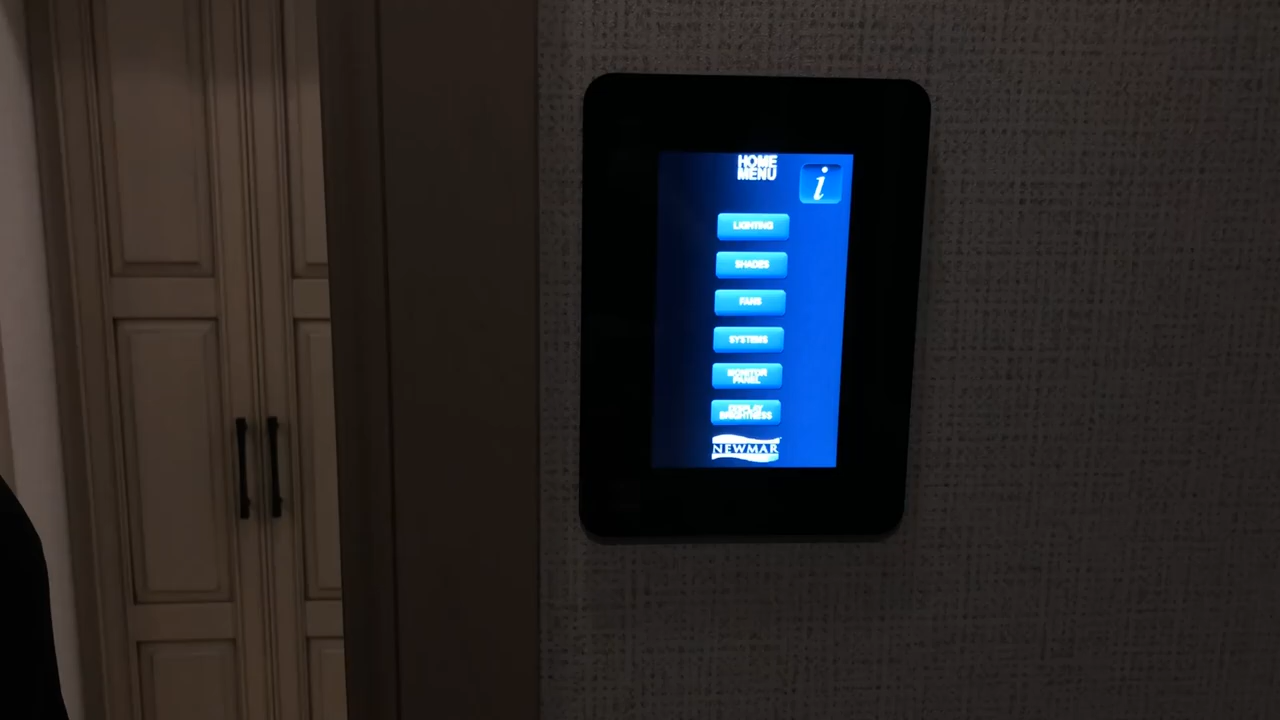 HOME
MENU
i
LIGHTING
SHADES
FANS
SYSTEMS
MONITOR
PANEL
DISPLAY
BRIGHTNESS
NEWMAR